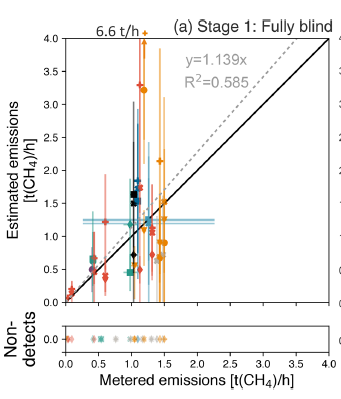 6.6 t/h
(a) Stage 1: Fully blind
4.0
4
y=1.139x
R²=0.585
3.5
3.0
2.5
2.0
1.5
1.0
0.5
0.0
Estimated emissions
[t(CH₄)/h]
Non-
detects
0.0
0.0 0.5 1.0 1.5 2.0 2.5 3.0 3.5 4.0
Metered emissions [t(CH₄)/h]